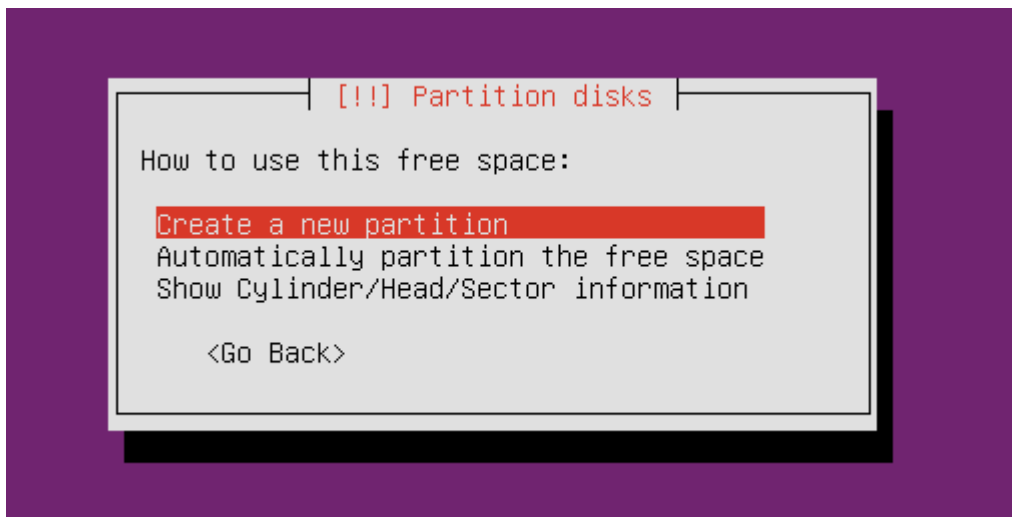 [!!] Partition disks
How to use this free space:
Create a new partition
Automatically partition the free space
Show Cylinder/Head/Sector information
<Go Back>